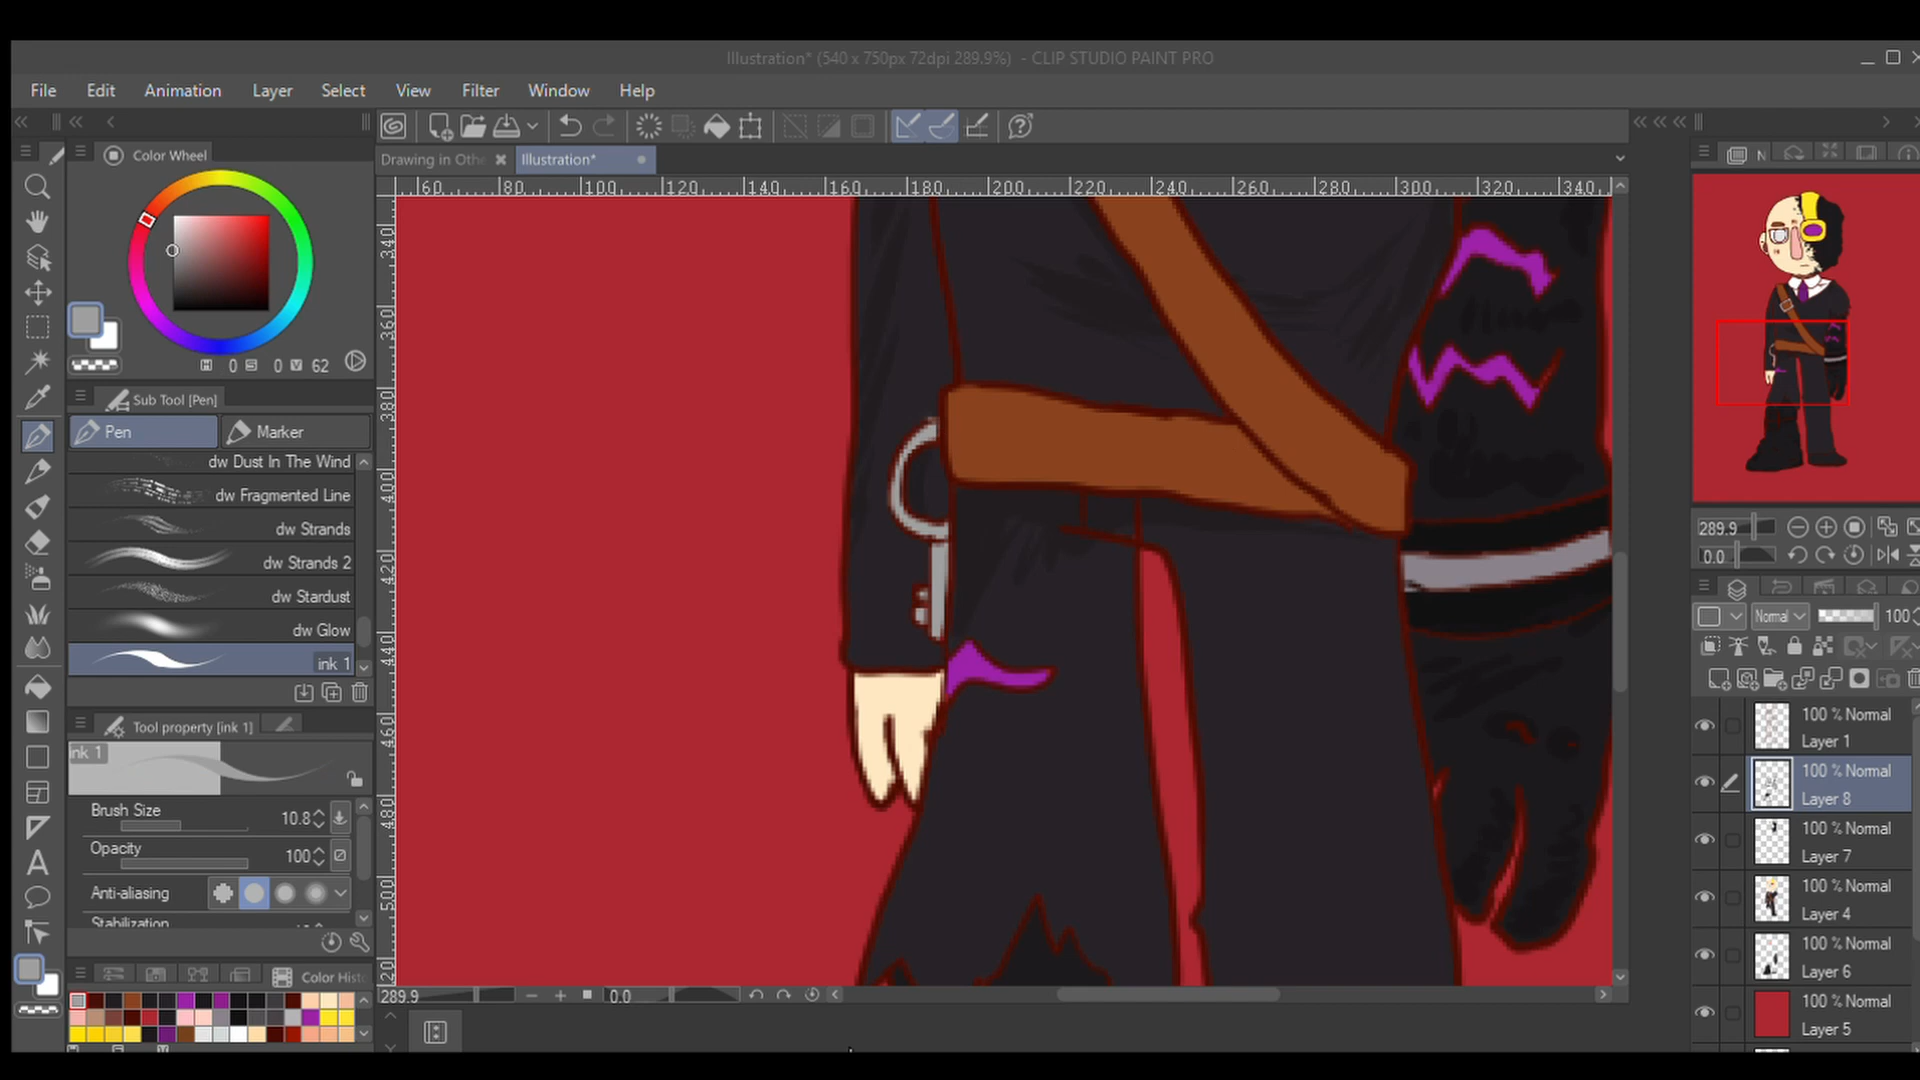 Illustration* (540 x 750px 72dpi 289.9%) - CLIP STUDIO PAINT PRO
File Edit Animation Layer Select View Filter Window Help
Color Wheel
Drawing in Othe
Illustration*
60 80 100 120 140 160 180 200 220 240 260 280 300 320 340
340
360
380
400
420
440
460
480
500
H 0 S 0 V 62
Sub Tool [Pen]
Pen
Marker
dw Dust In The Wind
dw Fragmented Line
dw Strands
dw Strands 2
dw Stardust
dw Glow
ink 1
Tool property [ink 1]
ink 1
Brush Size 10.8
Opacity 100
Anti-aliasing
Stabilization
Color Hist
289.9 0.0
N
289.9
0.0
Normal 100
100 % Normal
Layer 1
100 % Normal
Layer 8
100 % Normal
Layer 7
100 % Normal
Layer 4
100 % Normal
Layer 6
100 % Normal
Layer 5